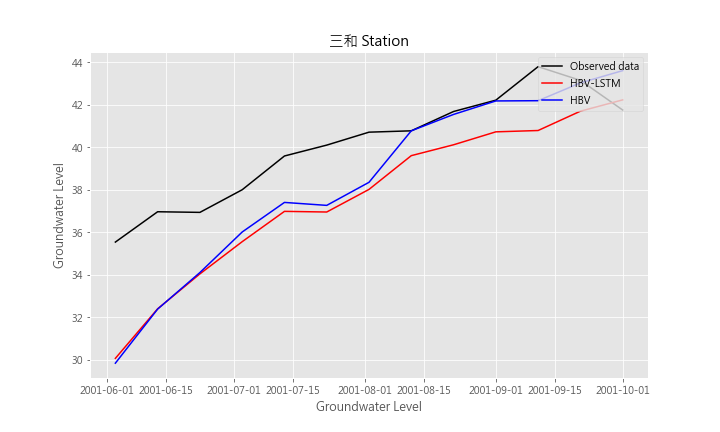 三和 Station
Groundwater Level
44
42
40
38
36
34
32
30
Observed data
HBV-LSTM
HBV
2001-06-01 2001-06-15 2001-07-01 2001-07-15 2001-08-01 2001-08-15 2001-09-01 2001-09-15 2001-10-01
Groundwater Level